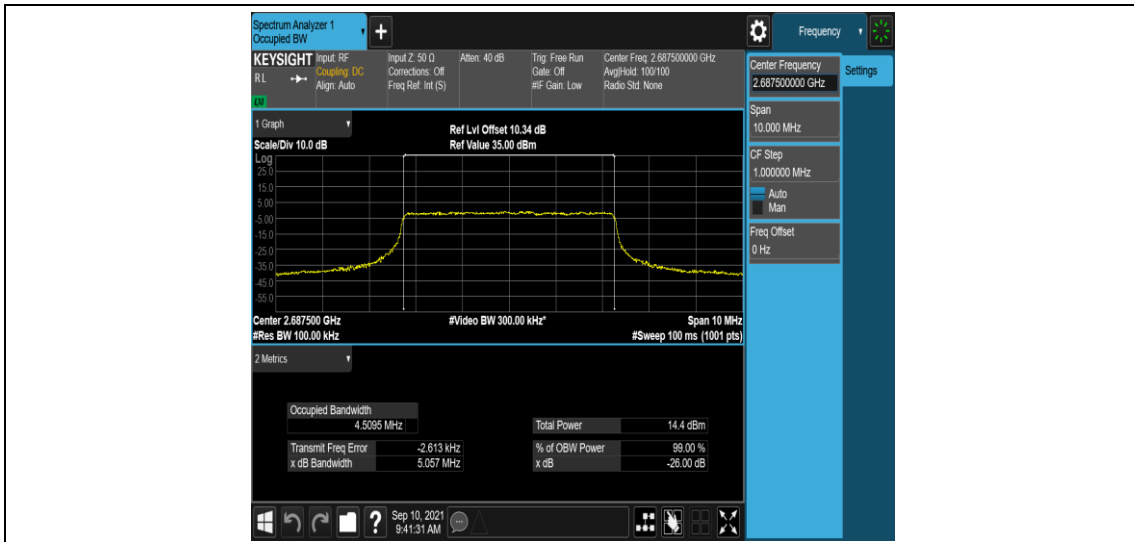 Spectrum Analyzer 1
Occupied BW
+
Frequency
KEYSIGHT
RL
Input: RF
Coupling: DC
Align: Auto
Input Z: 50 Ω
Corrections: Off
Freq Ref: Int (S)
Atten: 40 dB
Trig: Free Run
Gate: Off
#IF Gain: Low
Center Freq: 2.687500000 GHz
Avg|Hold: 100/100
Radio Std: None
Center Frequency
2.687500000 GHz
Settings
Span
10.000 MHz
CF Step
1.000000 MHz
Auto
Man
Freq Offset
0 Hz
1 Graph
Scale/Div 10.0 dB
Ref Lvl Offset 10.34 dB
Ref Value 35.00 dBm
Log
25.0
15.0
5.00
-5.00
-15.0
-25.0
-35.0
-45.0
-55.0
Center 2.687500 GHz
#Res BW 100.00 kHz
#Video BW 300.00 kHz*
Span 10 MHz
#Sweep 100 ms (1001 pts)
2 Metrics
Occupied Bandwidth
4.5095 MHz
Total Power 14.4 dBm
Transmit Freq Error -2.613 kHz
% of OBW Power 99.00 %
x dB Bandwidth 5.057 MHz
x dB -26.00 dB
?
Sep 10, 2021
9:41:31 AM